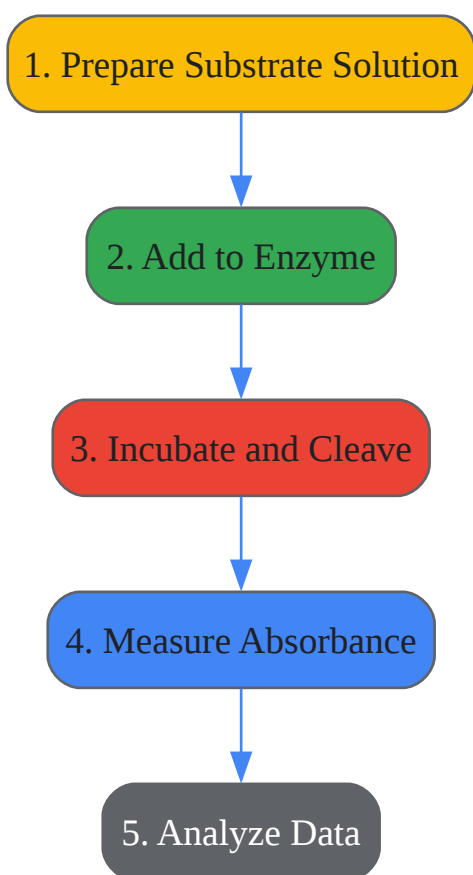 1. Prepare Substrate Solution
2. Add to Enzyme
3. Incubate and Cleave
4. Measure Absorbance
5. Analyze Data